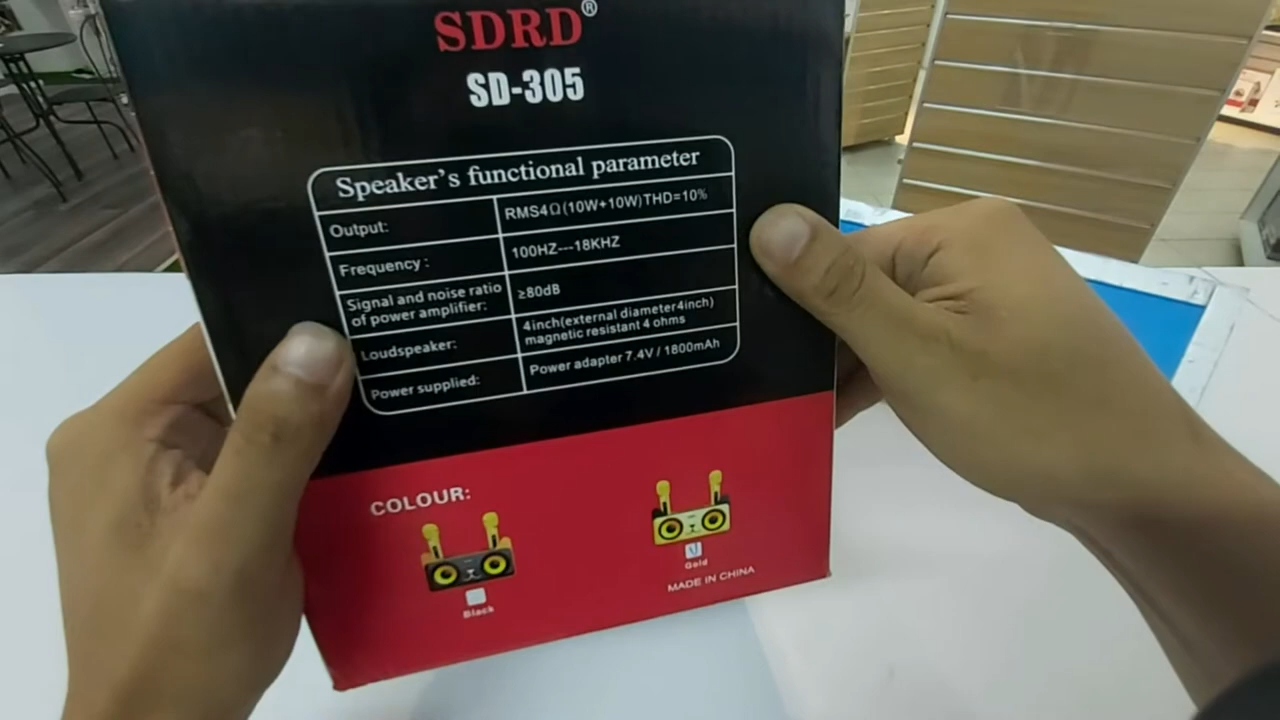 SDRD®
SD-305
Speaker's functional parameter
Output: RMS4Ω(10W+10W)THD=10%
Frequency : 100HZ---18KHZ
Signal and noise ratio
of power amplifier: ≥80dB
Loudspeaker: 4inch(external diameter4inch)
magnetic resistant 4 ohms
Power supplied: Power adapter 7.4V / 1800mAh
COLOUR:
Black
Gold
MADE IN CHINA